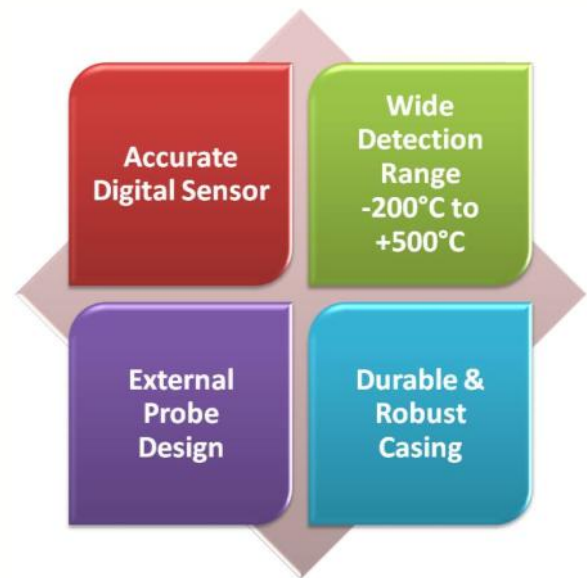 Accurate
Digital Sensor
Wide
Detection
Range
-200°C to
+500°C
External
Probe
Design
Durable &
Robust
Casing